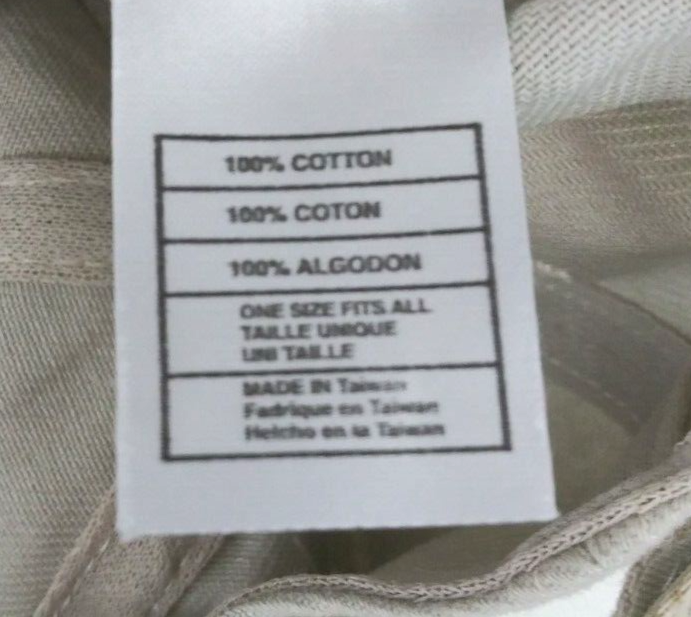 100% COTTON
100% COTON
100% ALGODON
ONE SIZE FITS ALL
TAILLE UNIQUE
UNI TAILLE
MADE IN Taiwan
Fadrique en Taiwan
Helcho en la Taiwan